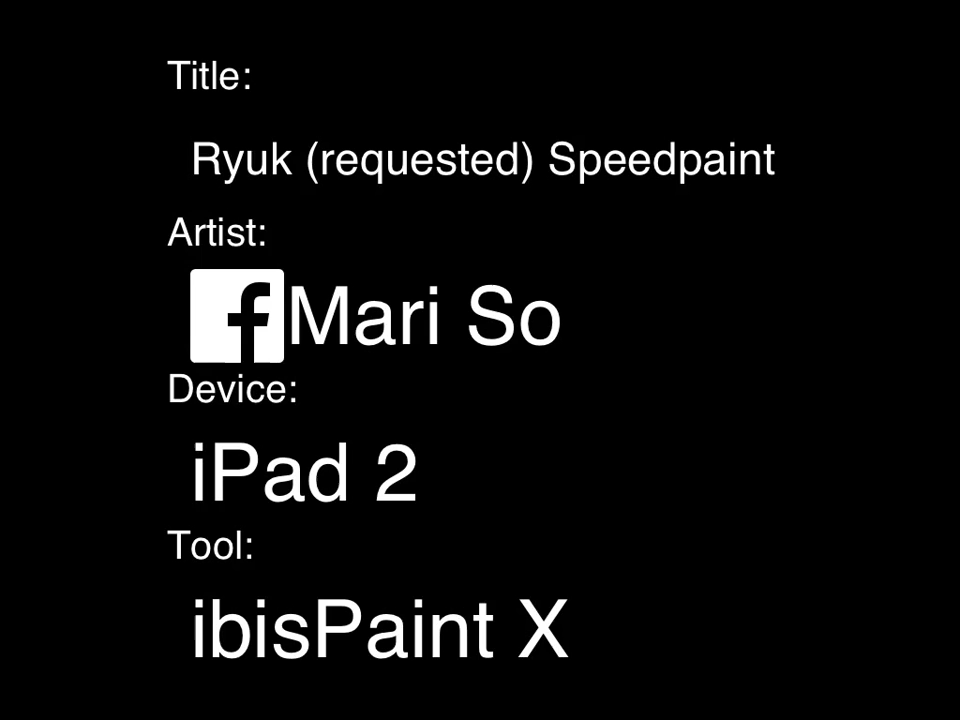 Title:
Ryuk (requested) Speedpaint
Artist:
Mari So
Device:
iPad 2
Tool:
ibisPaint X